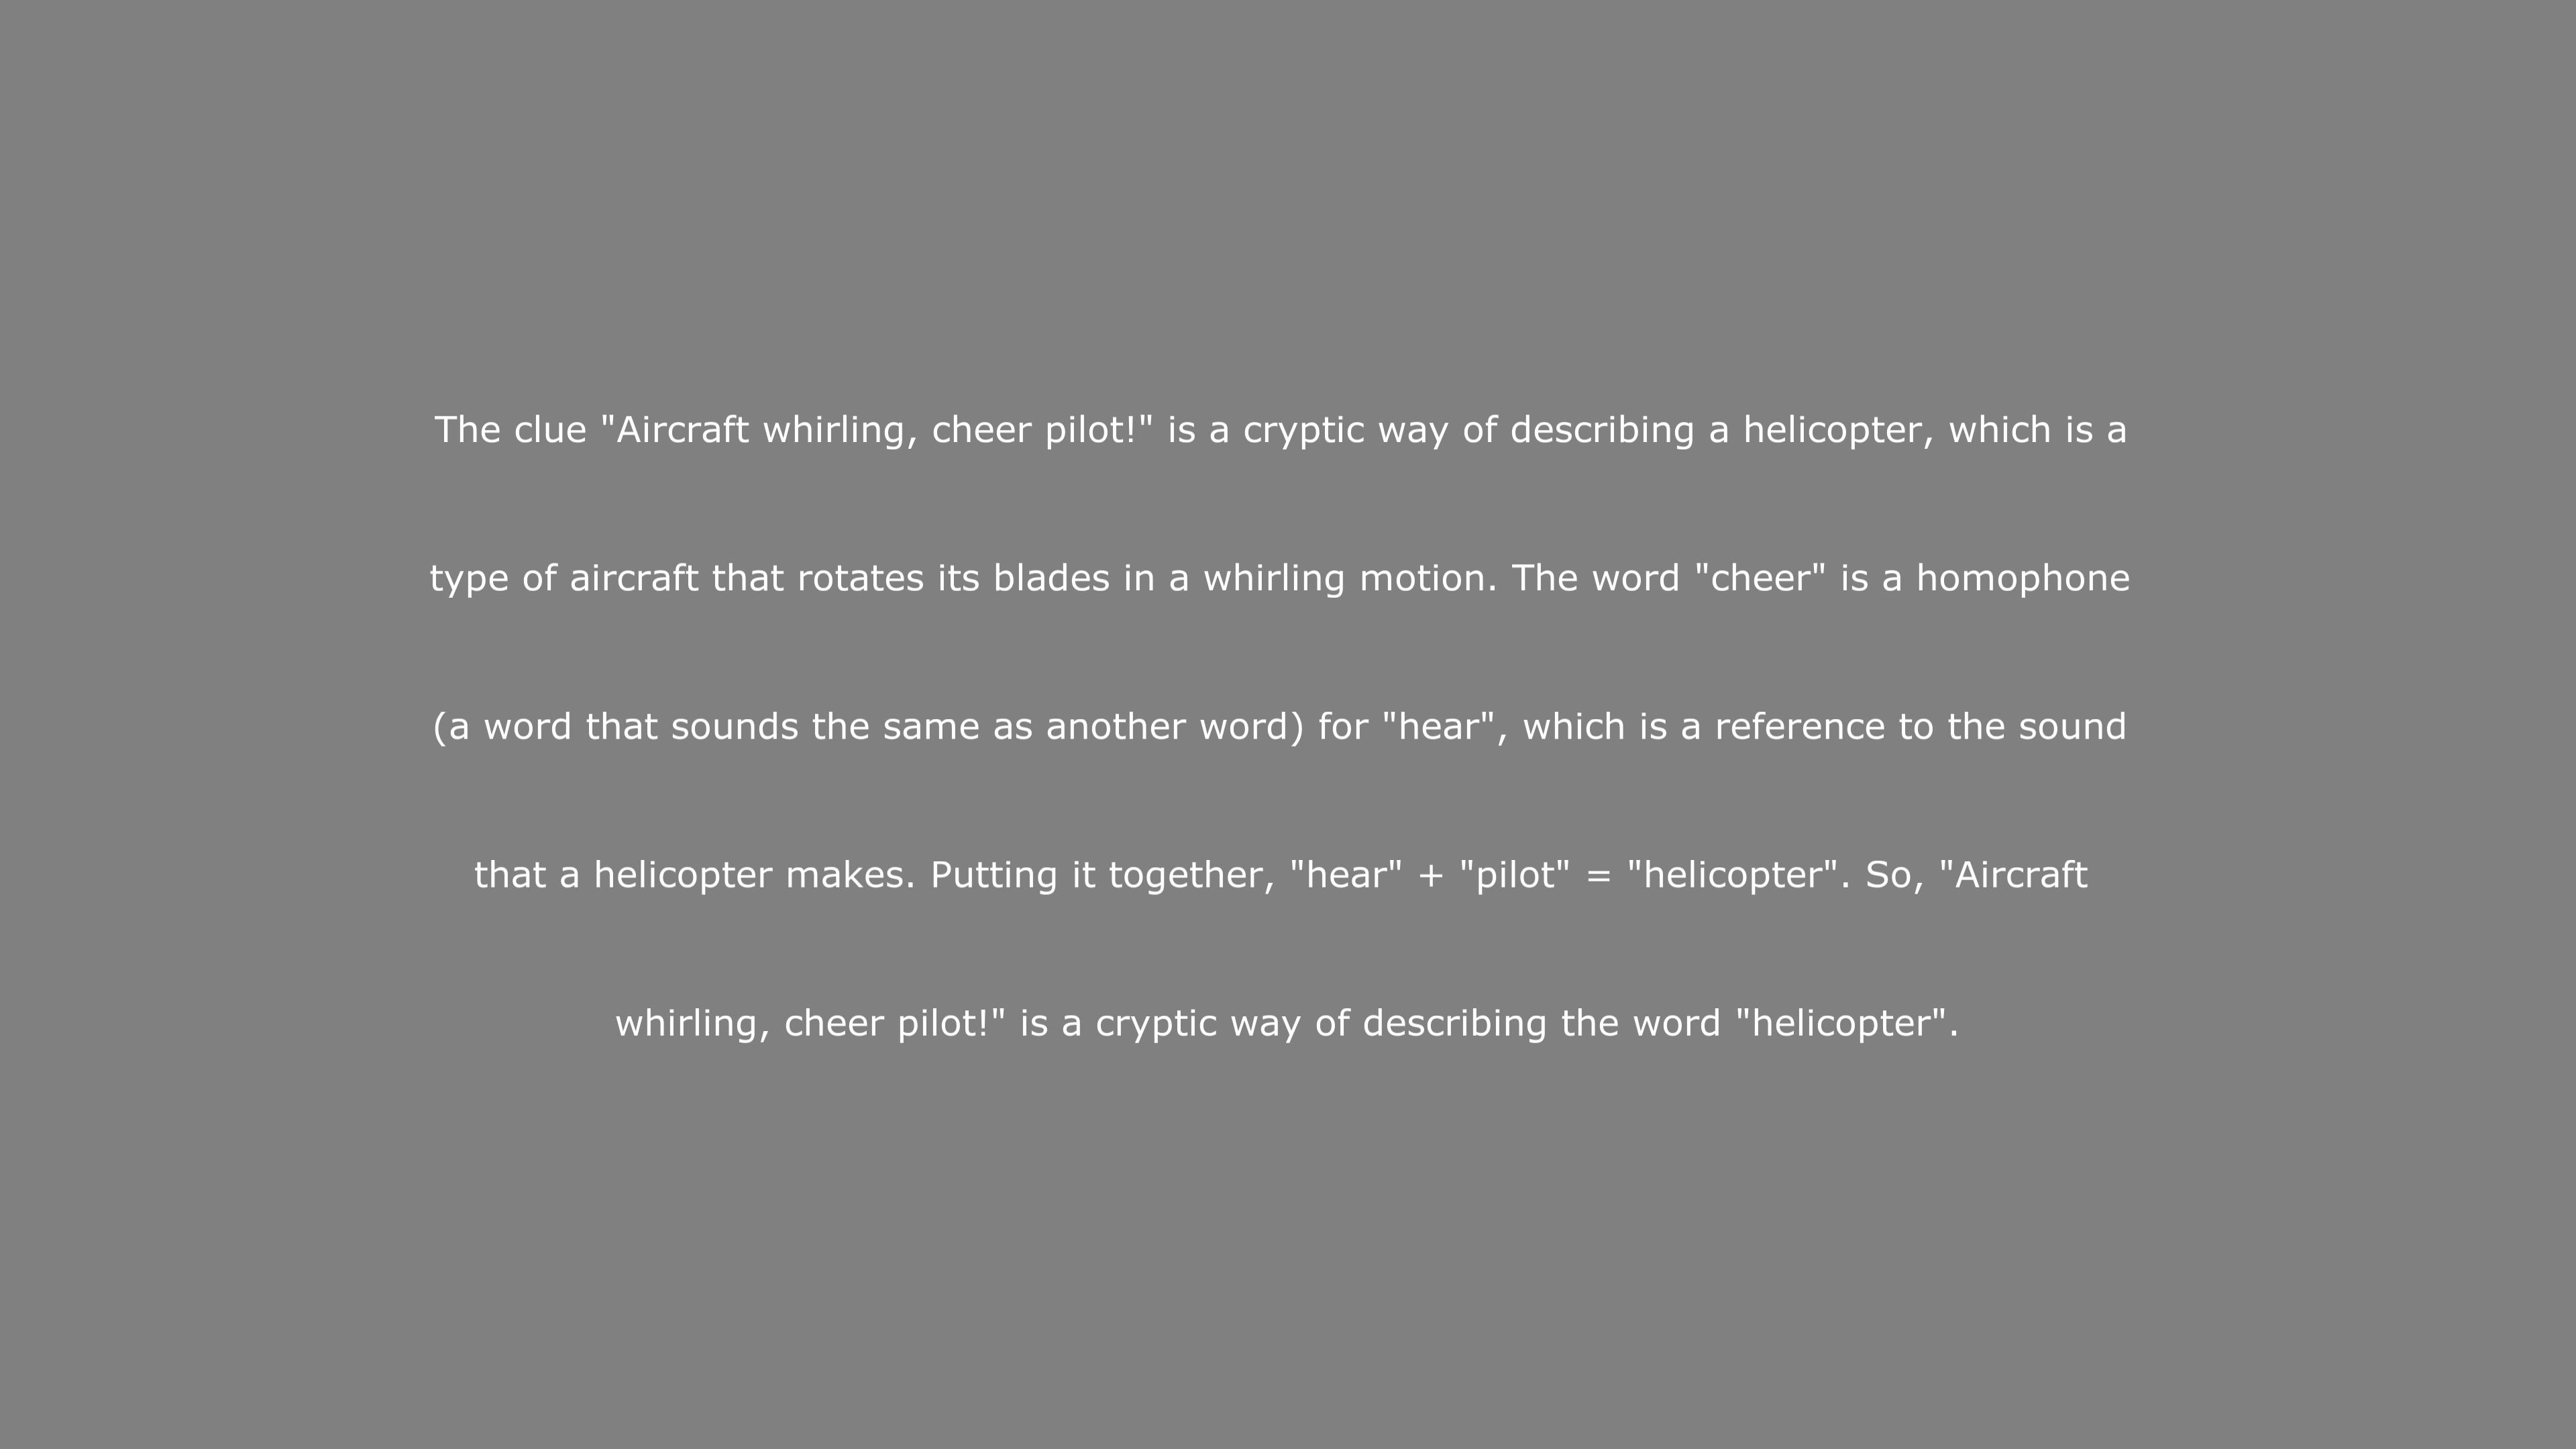 The clue "Aircraft whirling, cheer pilot!" is a cryptic way of describing a helicopter, which is a
type of aircraft that rotates its blades in a whirling motion. The word "cheer" is a homophone
(a word that sounds the same as another word) for "hear", which is a reference to the sound
that a helicopter makes. Putting it together, "hear" + "pilot" = "helicopter". So, "Aircraft
whirling, cheer pilot!" is a cryptic way of describing the word "helicopter".